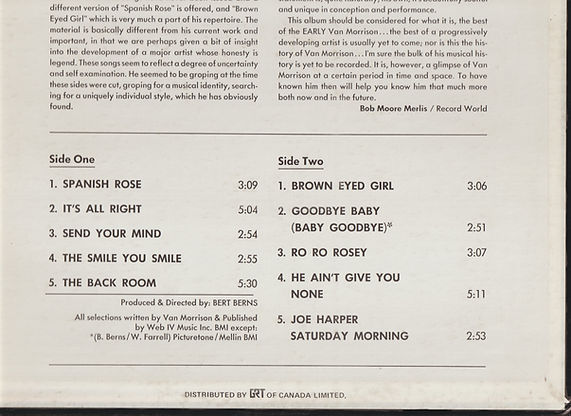 different version of "Spanish Rose" is offered, and "Brown
Eyed Girl" which is very much a part of his repertoire. The
material is basically different from his current work and
important, in that we are perhaps given a bit of insight
into the development of a major artist whose honesty is
legend. These songs seem to reflect a degree of uncertainty
and self examination. He seemed to be groping at the time
these sides were cut, groping for a musical identity, search-
ing for a uniquely individual style, which he has obviously
found.
and unique in conception and performance.
This album should be considered for what it is, the best
of the EARLY Van Morrison...the best of a progressively
developing artist is usually yet to come; nor is this the his-
tory of Van Morrison...I'm sure the bulk of his musical his-
tory is yet to be recorded. It is, however, a glimpse of Van
Morrison at a certain period in time and space. To have
known him then will help you know him that much more
both now and in the future.
Bob Moore Merlis / Record World
Side One
1. SPANISH ROSE 3:09
2. IT'S ALL RIGHT 5:04
3. SEND YOUR MIND 2:54
4. THE SMILE YOU SMILE 2:55
5. THE BACK ROOM 5:30
Produced & Directed by: BERT BERNS
All selections written by Van Morrison & Published
by Web IV Music Inc. BMI except:
*(B. Berns/W. Farrell) Picturetone/Mellin BMI
Side Two
1. BROWN EYED GIRL 3:06
2. GOODBYE BABY
(BABY GOODBYE)* 2:51
3. RO RO ROSEY 3:07
4. HE AIN'T GIVE YOU
NONE 5:11
5. JOE HARPER
SATURDAY MORNING 2:53
DISTRIBUTED BY GRT OF CANADA LIMITED,